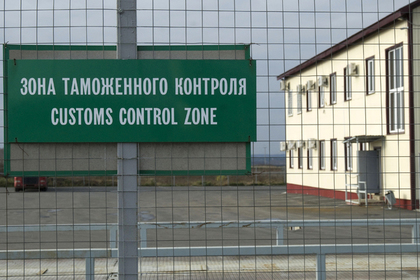 ЗОНА ТАМОЖЕННОГО КОНТРОЛЯ
CUSTOMS CONTROL ZONE